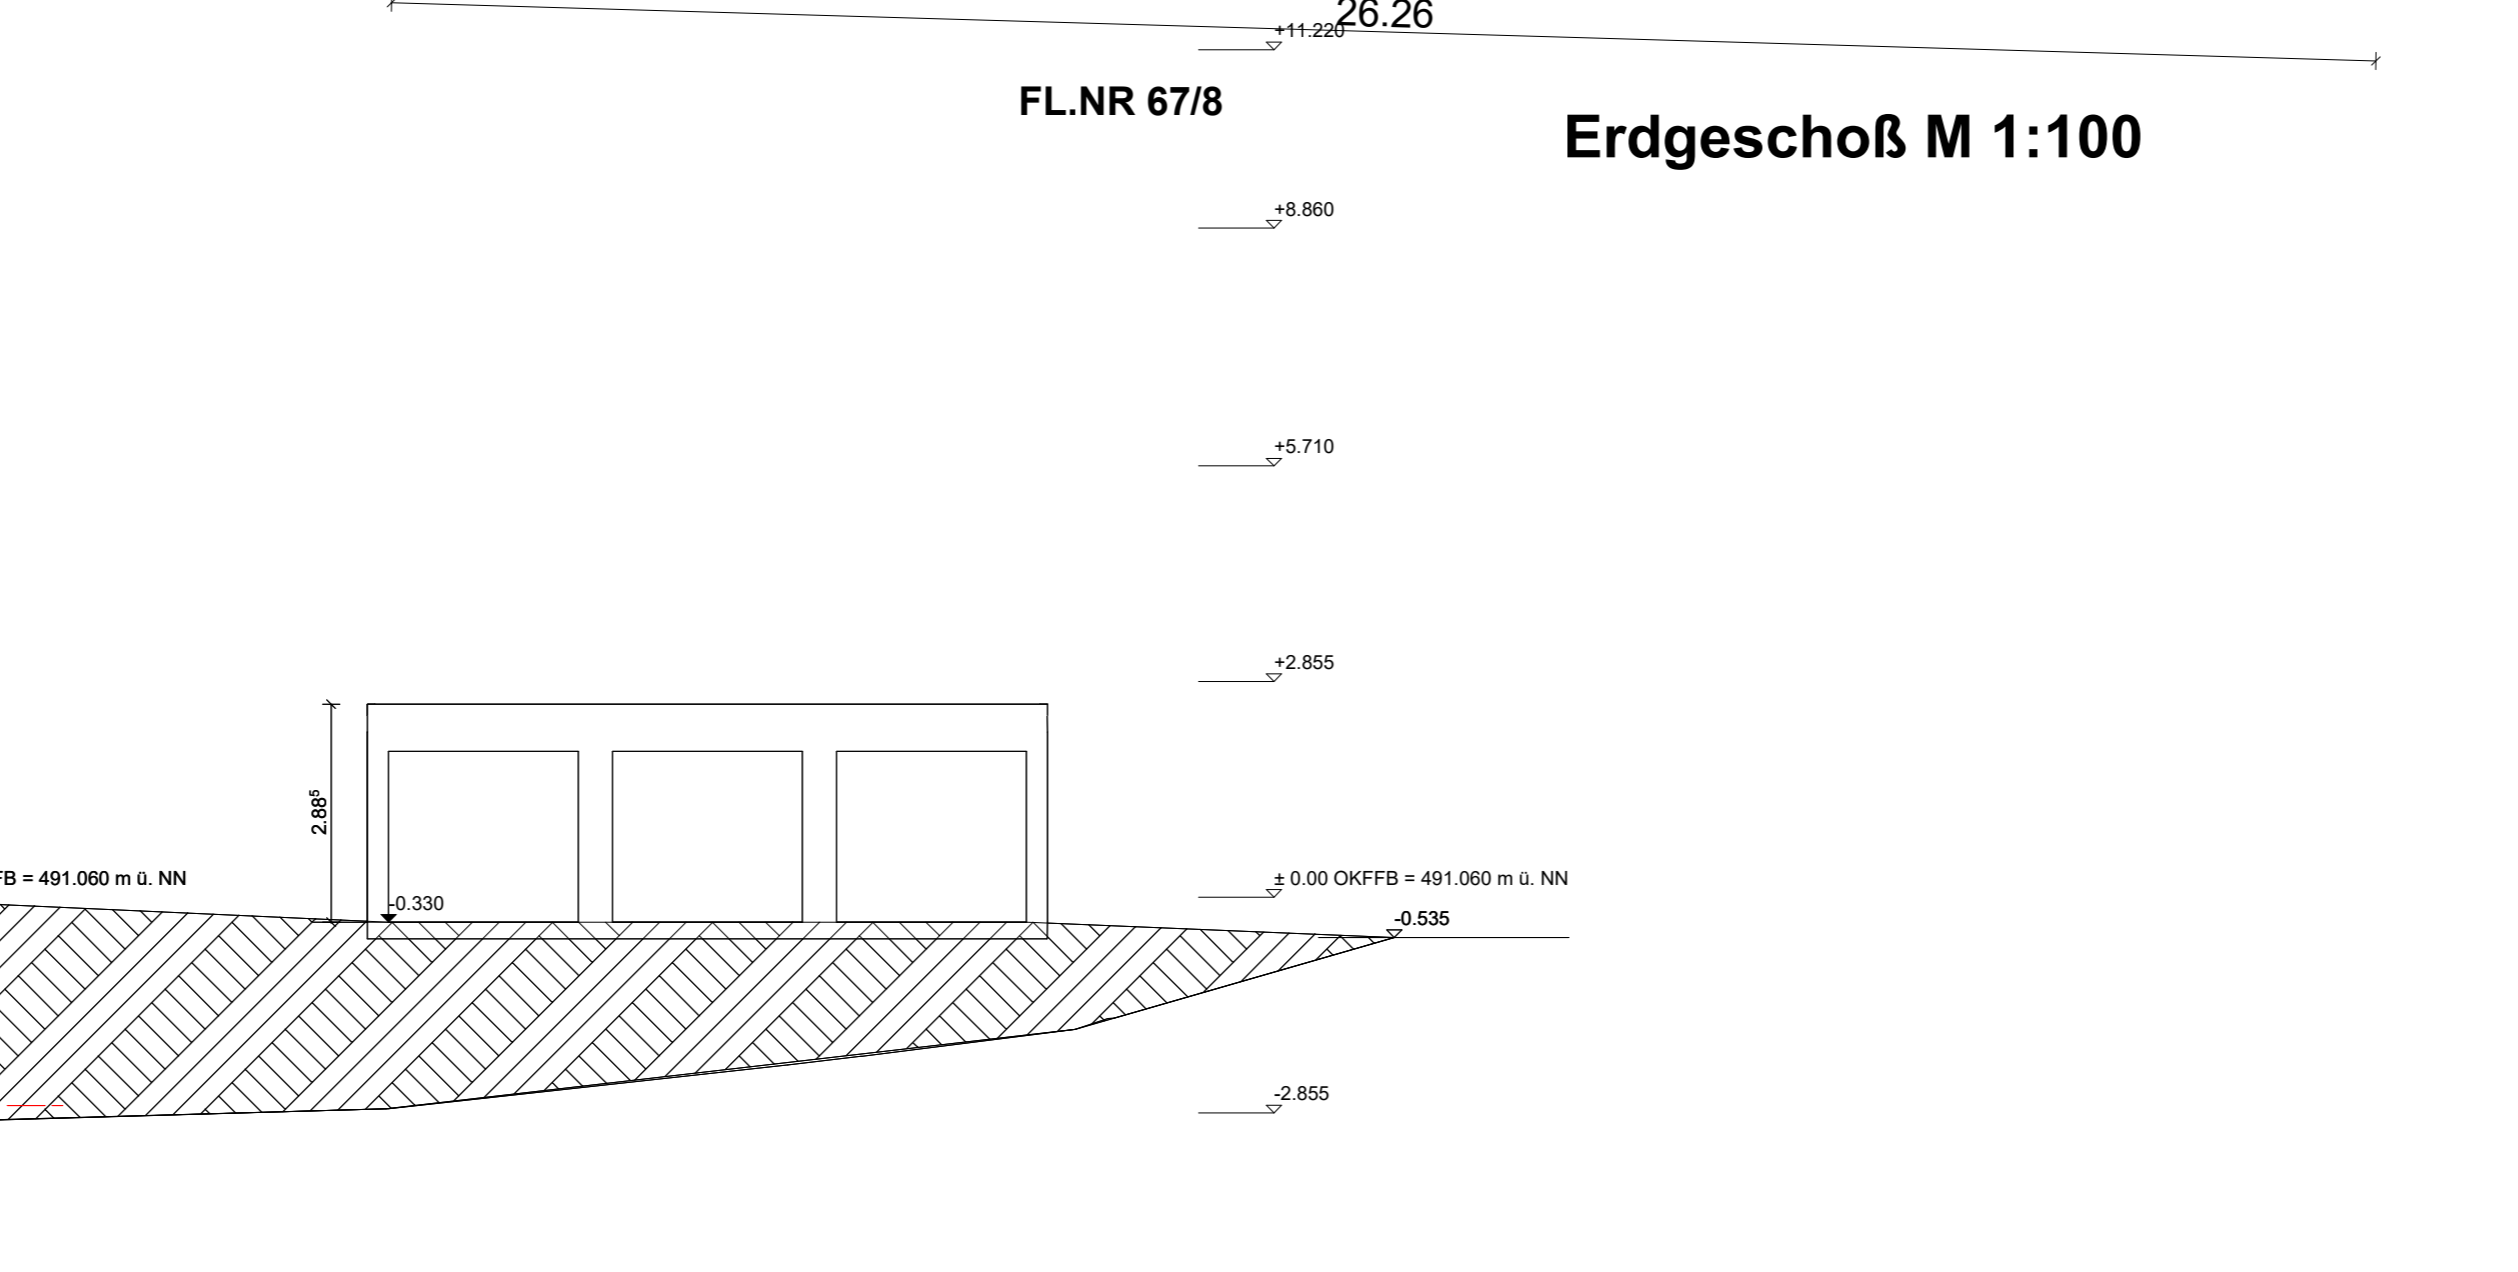 26.26
+11.220
FL.NR 67/8
Erdgeschoß M 1:100
+8.860
+5.710
+2.855
2.88⁵
FB = 491.060 m ü. NN
± 0.00 OKFFB = 491.060 m ü. NN
-0.330
-0.535
-2.855